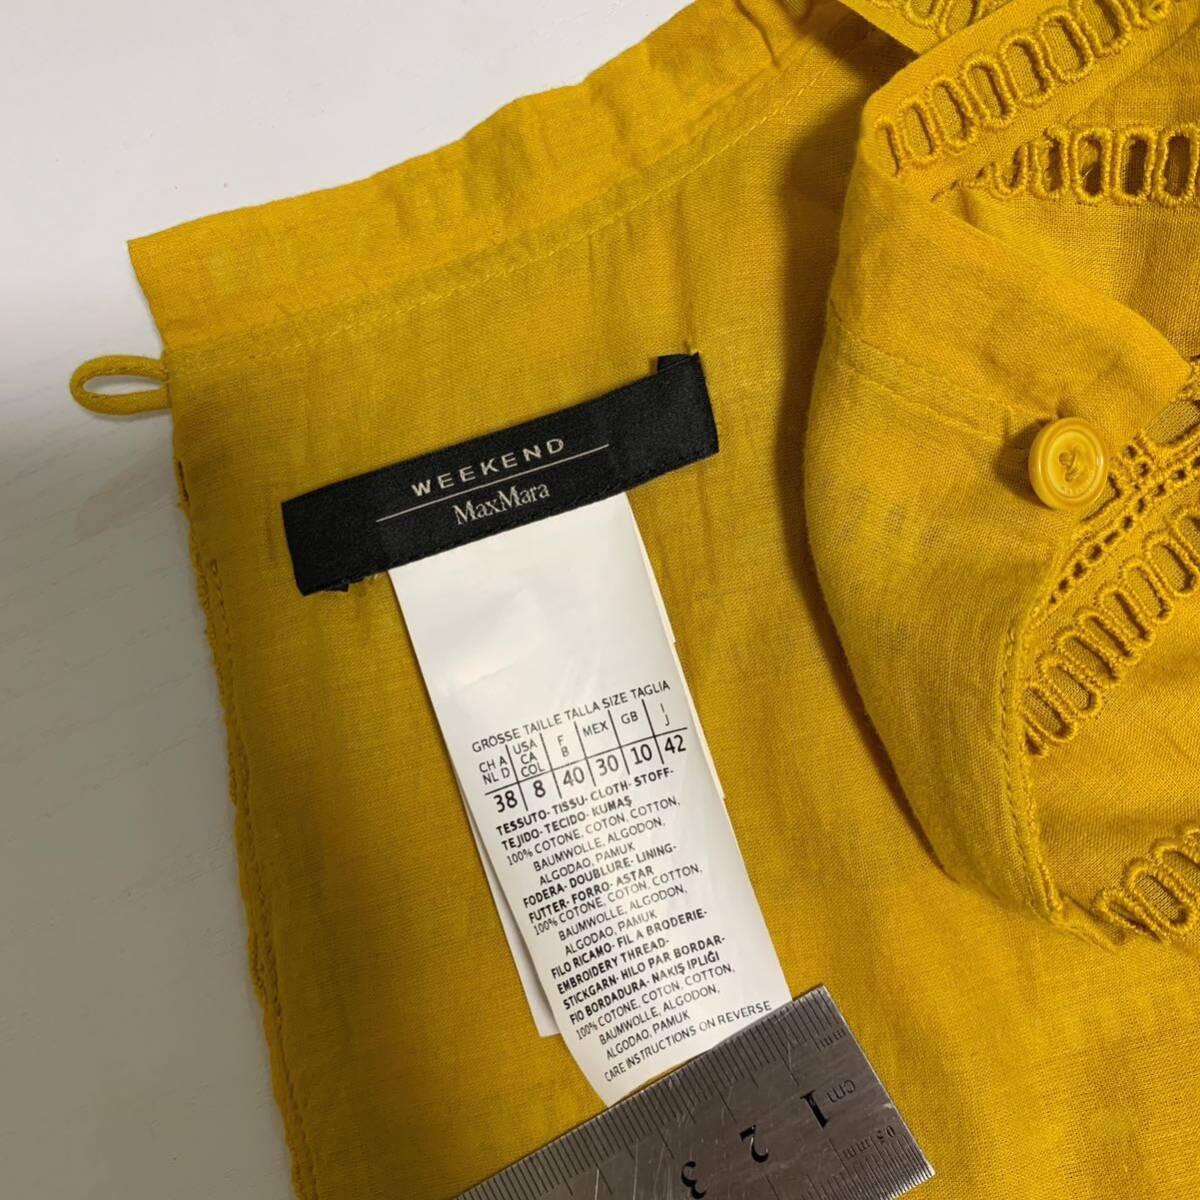 WEEKEND
MaxMara
GRÖSSE TAILLE TALLA SIZE TAGLIA
CH A NL D USA CA COL F B MEX GB I J
38 8 40 30 10 42
TESSUTO- TISSU- CLOTH- STOFF-
TEJIDO- TECIDO- KUMAŞ
100% COTONE, COTON, COTTON,
BAUMWOLLE, ALGODON,
ALGODAO, PAMUK
FODERA- DOUBLURE- LINING-
FUTTER- FORRO- ASTAR
100% COTONE, COTON, COTTON,
BAUMWOLLE, ALGODON,
ALGODAO, PAMUK
FILO RICAMO- FIL A BRODERIE-
EMBROIDERY THREAD-
STICKGARN- HILO PAR BORDAR-
FIO BORDADURA- NAKIŞ IPLIĞI
100% COTONE, COTON, COTTON,
BAUMWOLLE, ALGODON,
ALGODAO, PAMUK
CARE INSTRUCTIONS ON REVERSE
mm
cm
0.5mm
1 2 3